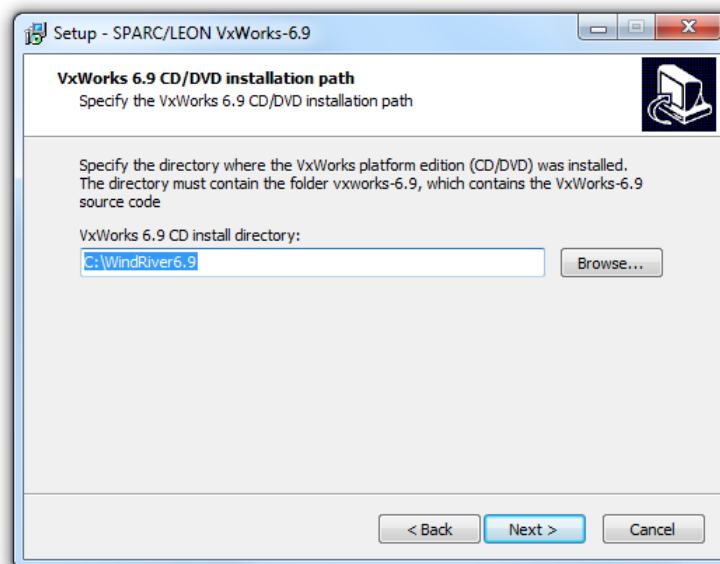 Setup - SPARC/LEON VxWorks-6.9
VxWorks 6.9 CD/DVD installation path
Specify the VxWorks 6.9 CD/DVD installation path
Specify the directory where the VxWorks platform edition (CD/DVD) was installed.
The directory must contain the folder vxworks-6.9, which contains the VxWorks-6.9
source code
VxWorks 6.9 CD install directory:
C:\WindRiver6.9
Browse...
< Back
Next >
Cancel